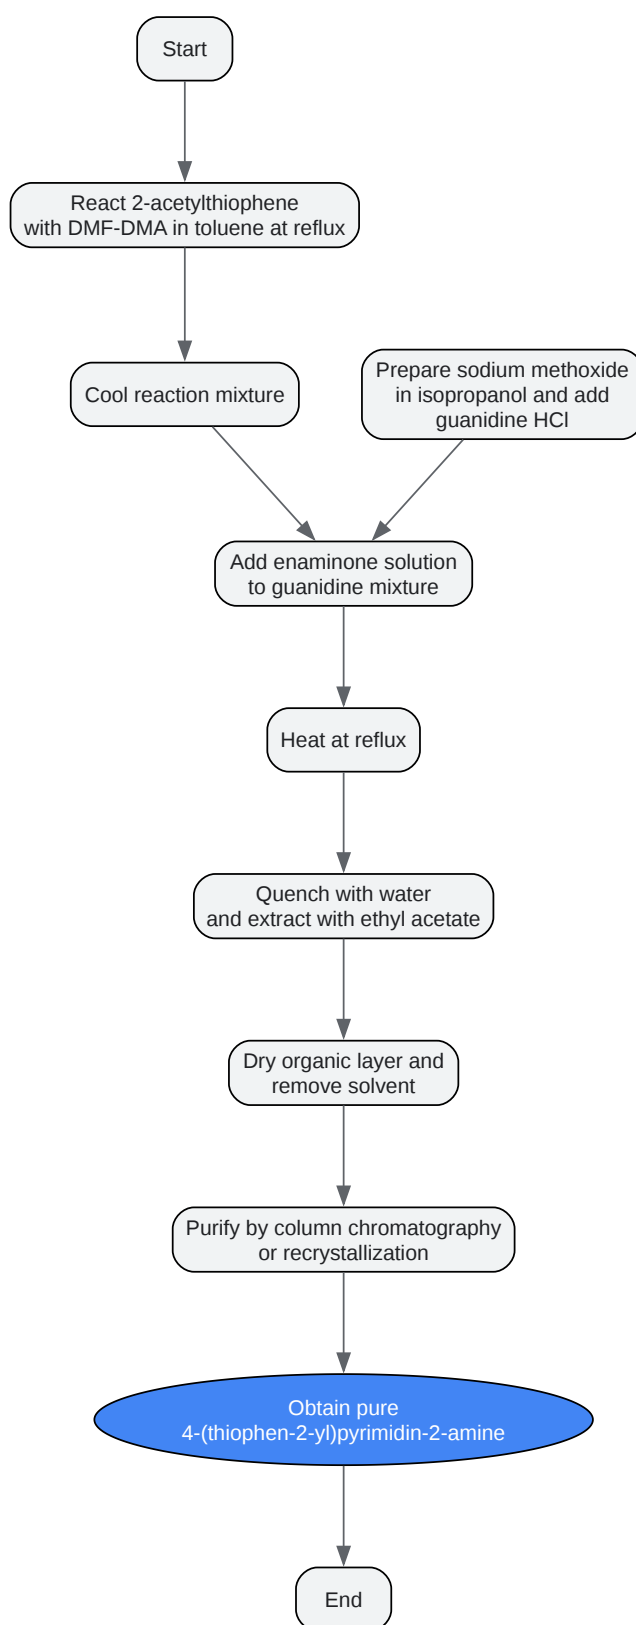 Start
React 2-acetylthiophene
with DMF-DMA in toluene at reflux
Cool reaction mixture
Prepare sodium methoxide
in isopropanol and add
guanidine HCl
Add enaminone solution
to guanidine mixture
Heat at reflux
Quench with water
and extract with ethyl acetate
Dry organic layer and
remove solvent
Purify by column chromatography
or recrystallization
Obtain pure
4-(thiophen-2-yl)pyrimidin-2-amine
End